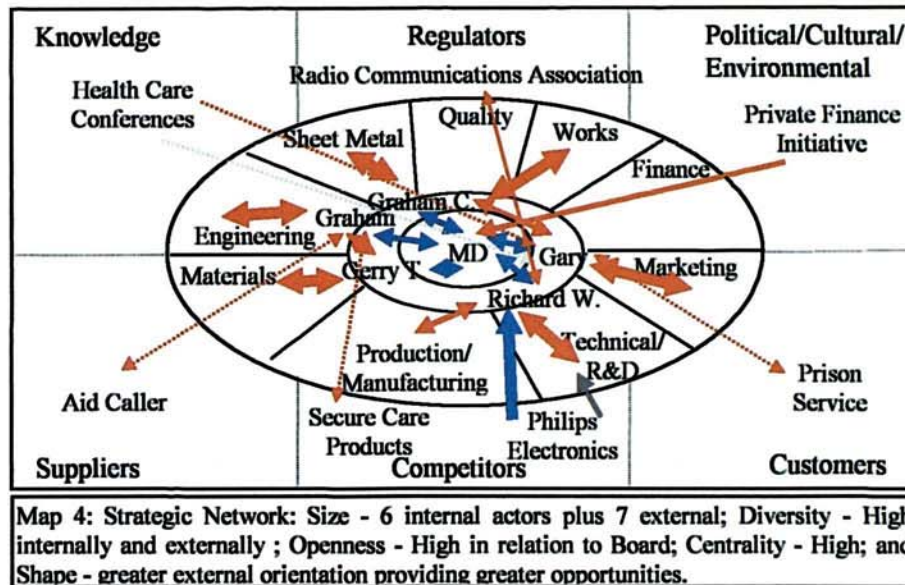 Knowledge
Regulators
Political/Cultural/
Environmental
Radio Communications Association
Health Care
Conferences
Private Finance
Initiative
Quality
Sheet Metal
Works
Finance
Graham C.
Graham
Engineering
MD
Gary
Materials
Gerry T.
Marketing
Richard W.
Production/
Manufacturing
Technical/
R&D
Aid Caller
Secure Care
Products
Philips
Electronics
Prison
Service
Suppliers
Competitors
Customers
Map 4: Strategic Network: Size - 6 internal actors plus 7 external; Diversity - High
internally and externally ; Openness - High in relation to Board; Centrality - High; and
Shape - greater external orientation providing greater opportunities.